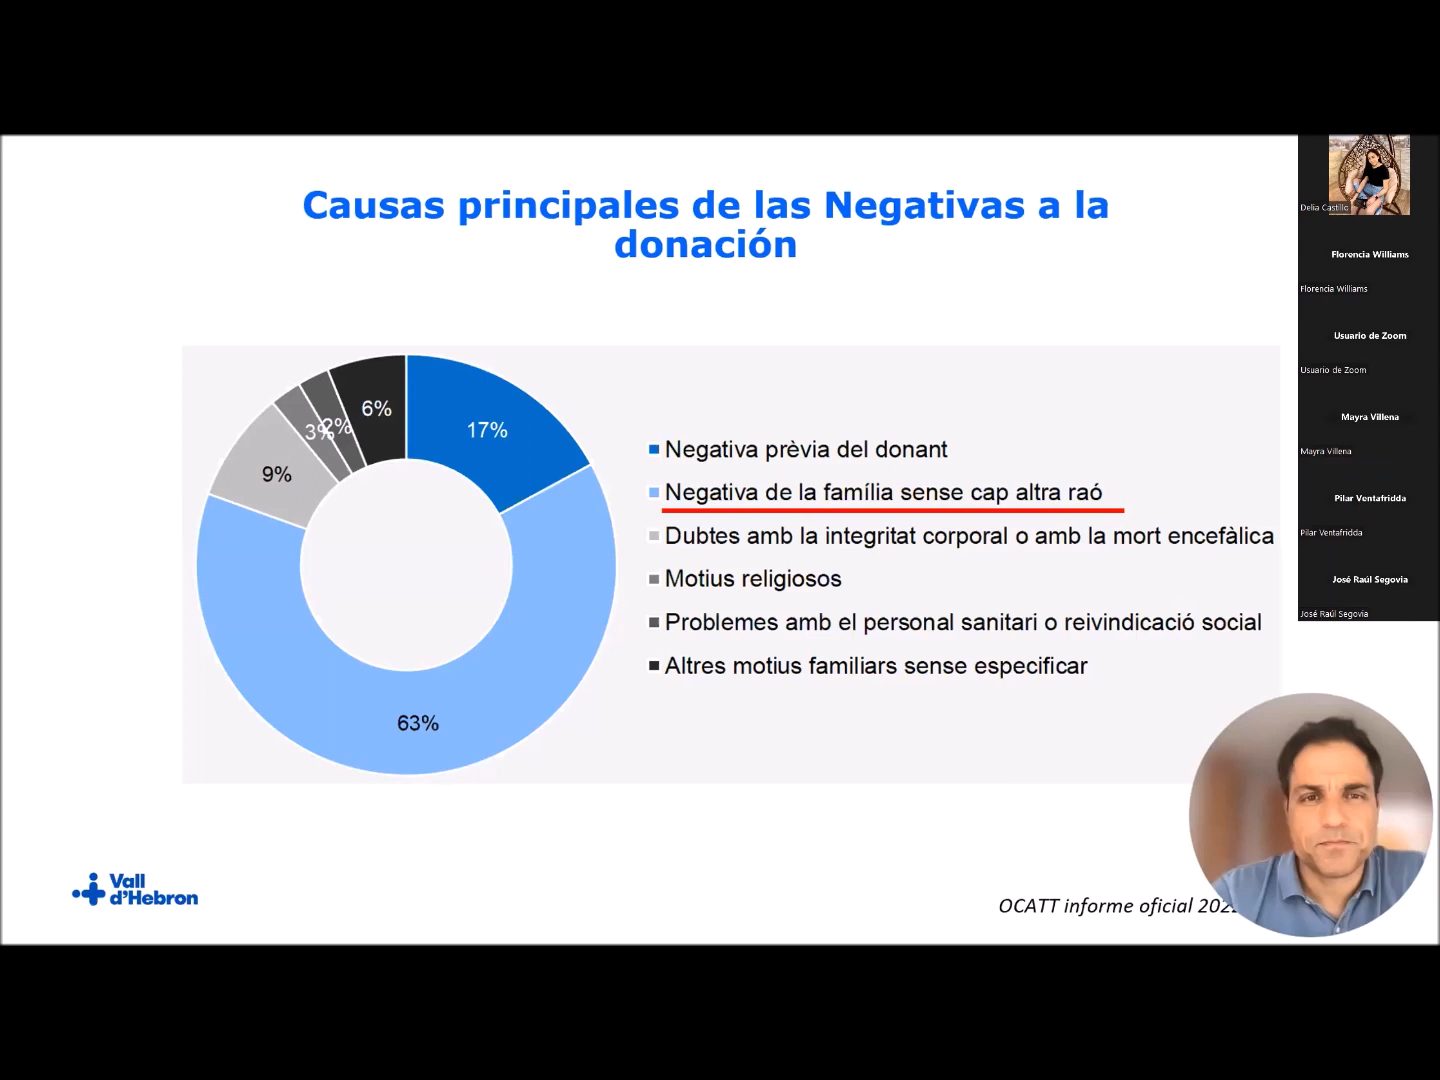 Causas principales de las Negativas a la
donación
6%
17%
3%
2%
9%
63%
Negativa prèvia del donant
Negativa de la família sense cap altra raó
Dubtes amb la integritat corporal o amb la mort encefàlica
Motius religiosos
Problemes amb el personal sanitari o reivindicació social
Altres motius familiars sense especificar
Vall
d'Hebron
OCATT informe oficial
Delia Castillo
Florencia Williams
Florencia Williams
Usuario de Zoom
Usuario de Zoom
Mayra Villena
Mayra Villena
Pilar Ventafridda
Pilar Ventafridda
José Raúl Segovia
José Raúl Segovia